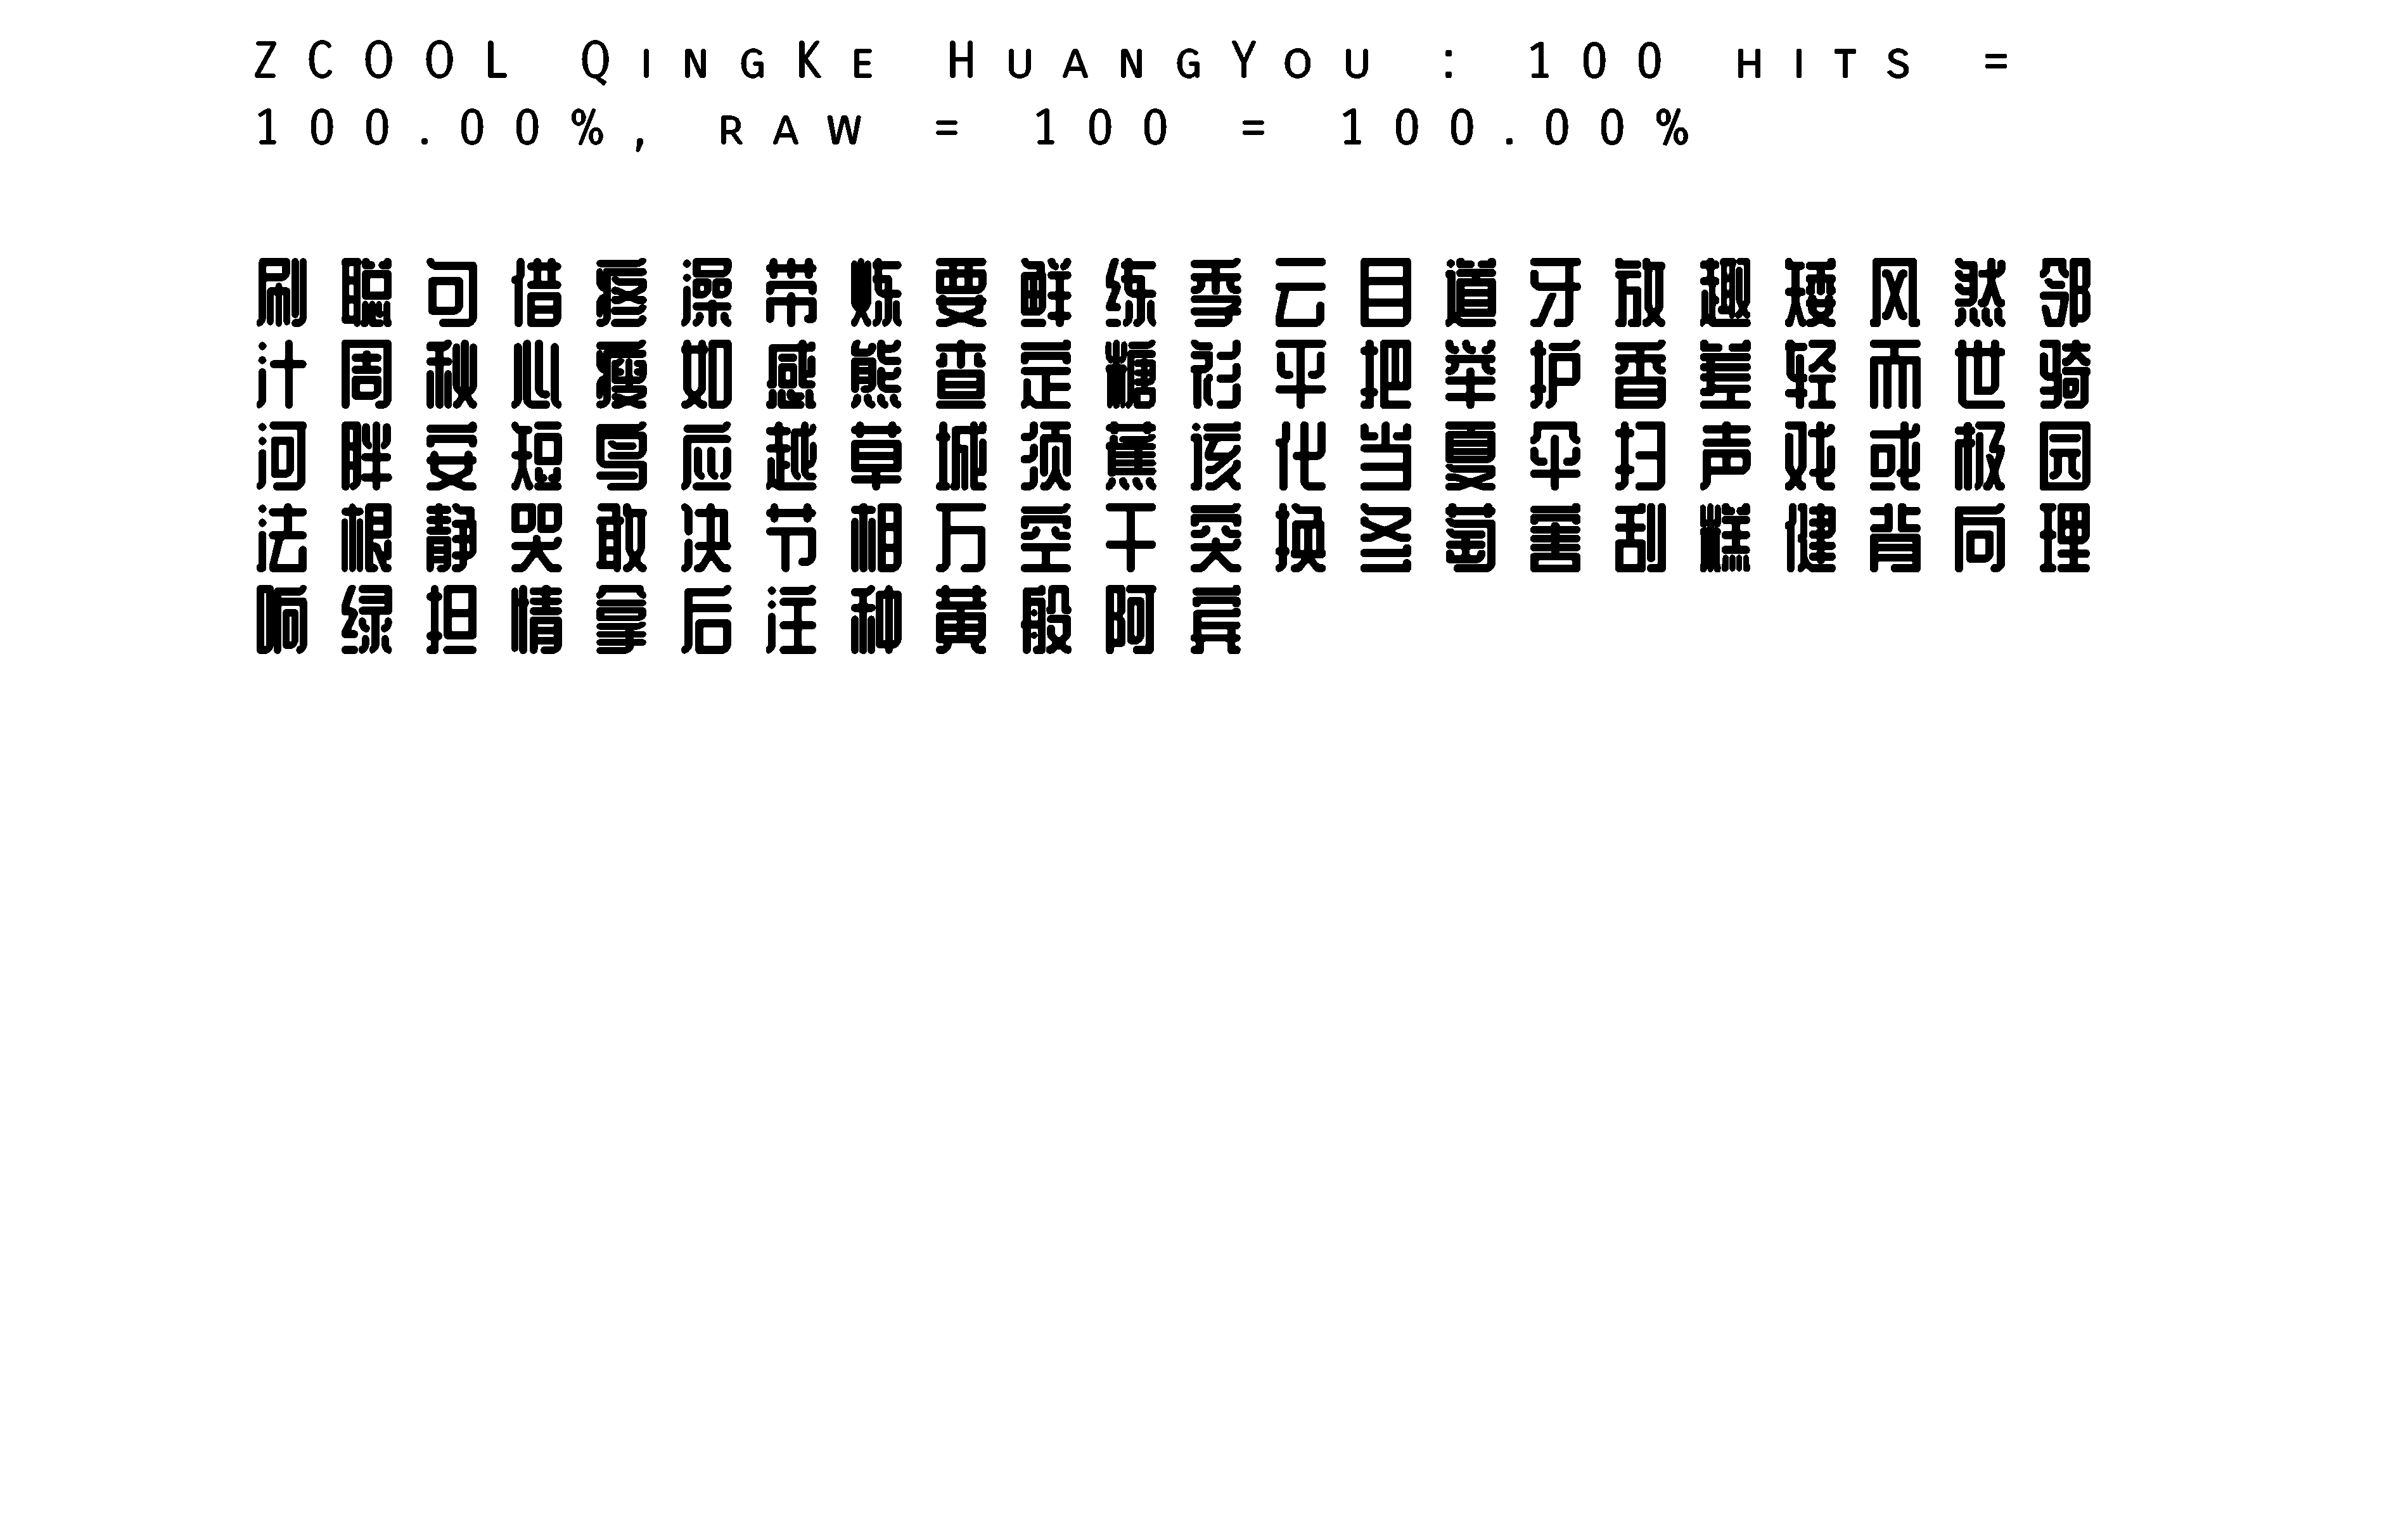 ZCOOL QingKe HuangYou : 100 hits =
100.00%, raw = 100 = 100.00%
刷聪句借疼澡带炼要鲜练季云目道牙放趣矮风然邻
汁周秋心瘦如感熊查定糖衫平把举护香差轻而世骑
河胖安短鸟应越草城须蕉该化当夏伞扫声她或极园
法根静哭敢决节相万空干突换冬萄害刮糕健背向理
响绿担情拿后注种黄般阿宾